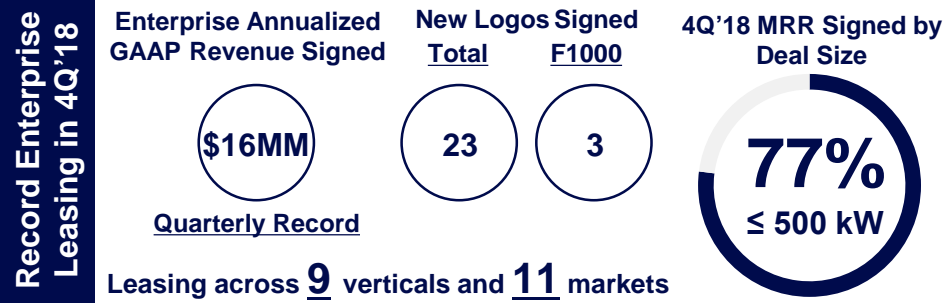 Record Enterprise
Leasing in 4Q’18
Enterprise Annualized
GAAP Revenue Signed
$16MM
Quarterly Record
New Logos Signed
Total
F1000
23
3
4Q’18 MRR Signed by
Deal Size
77%
≤ 500 kW
Leasing across 9 verticals and 11 markets